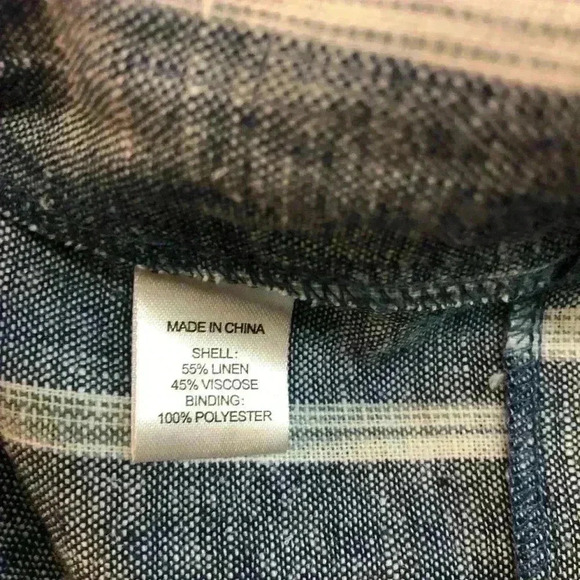 MADE IN CHINA
SHELL:
55% LINEN
45% VISCOSE
BINDING:
100% POLYESTER